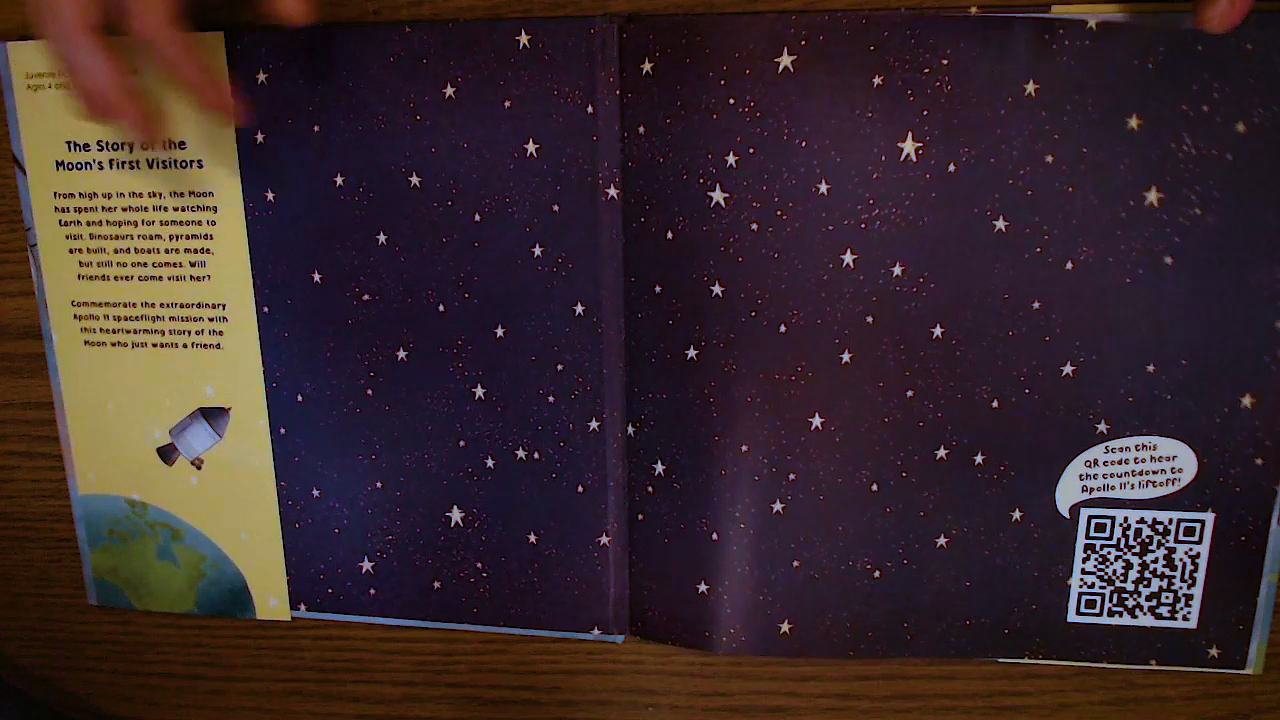 Juvenile
Ages 4 and
The Story of the
Moon's First Visitors
From high up in the sky, the Moon
has spent her whole life watching
Earth and hoping for someone to
visit. Dinosaurs roam, pyramids
are built, and boats are made,
but still no one comes. Will
friends ever come visit her?
Commemorate the extraordinary
Apollo 11 spaceflight mission with
this heartwarming story of the
Moon who just wants a friend.
Scan this
QR code to hear
the countdown to
Apollo 11's liftoff!